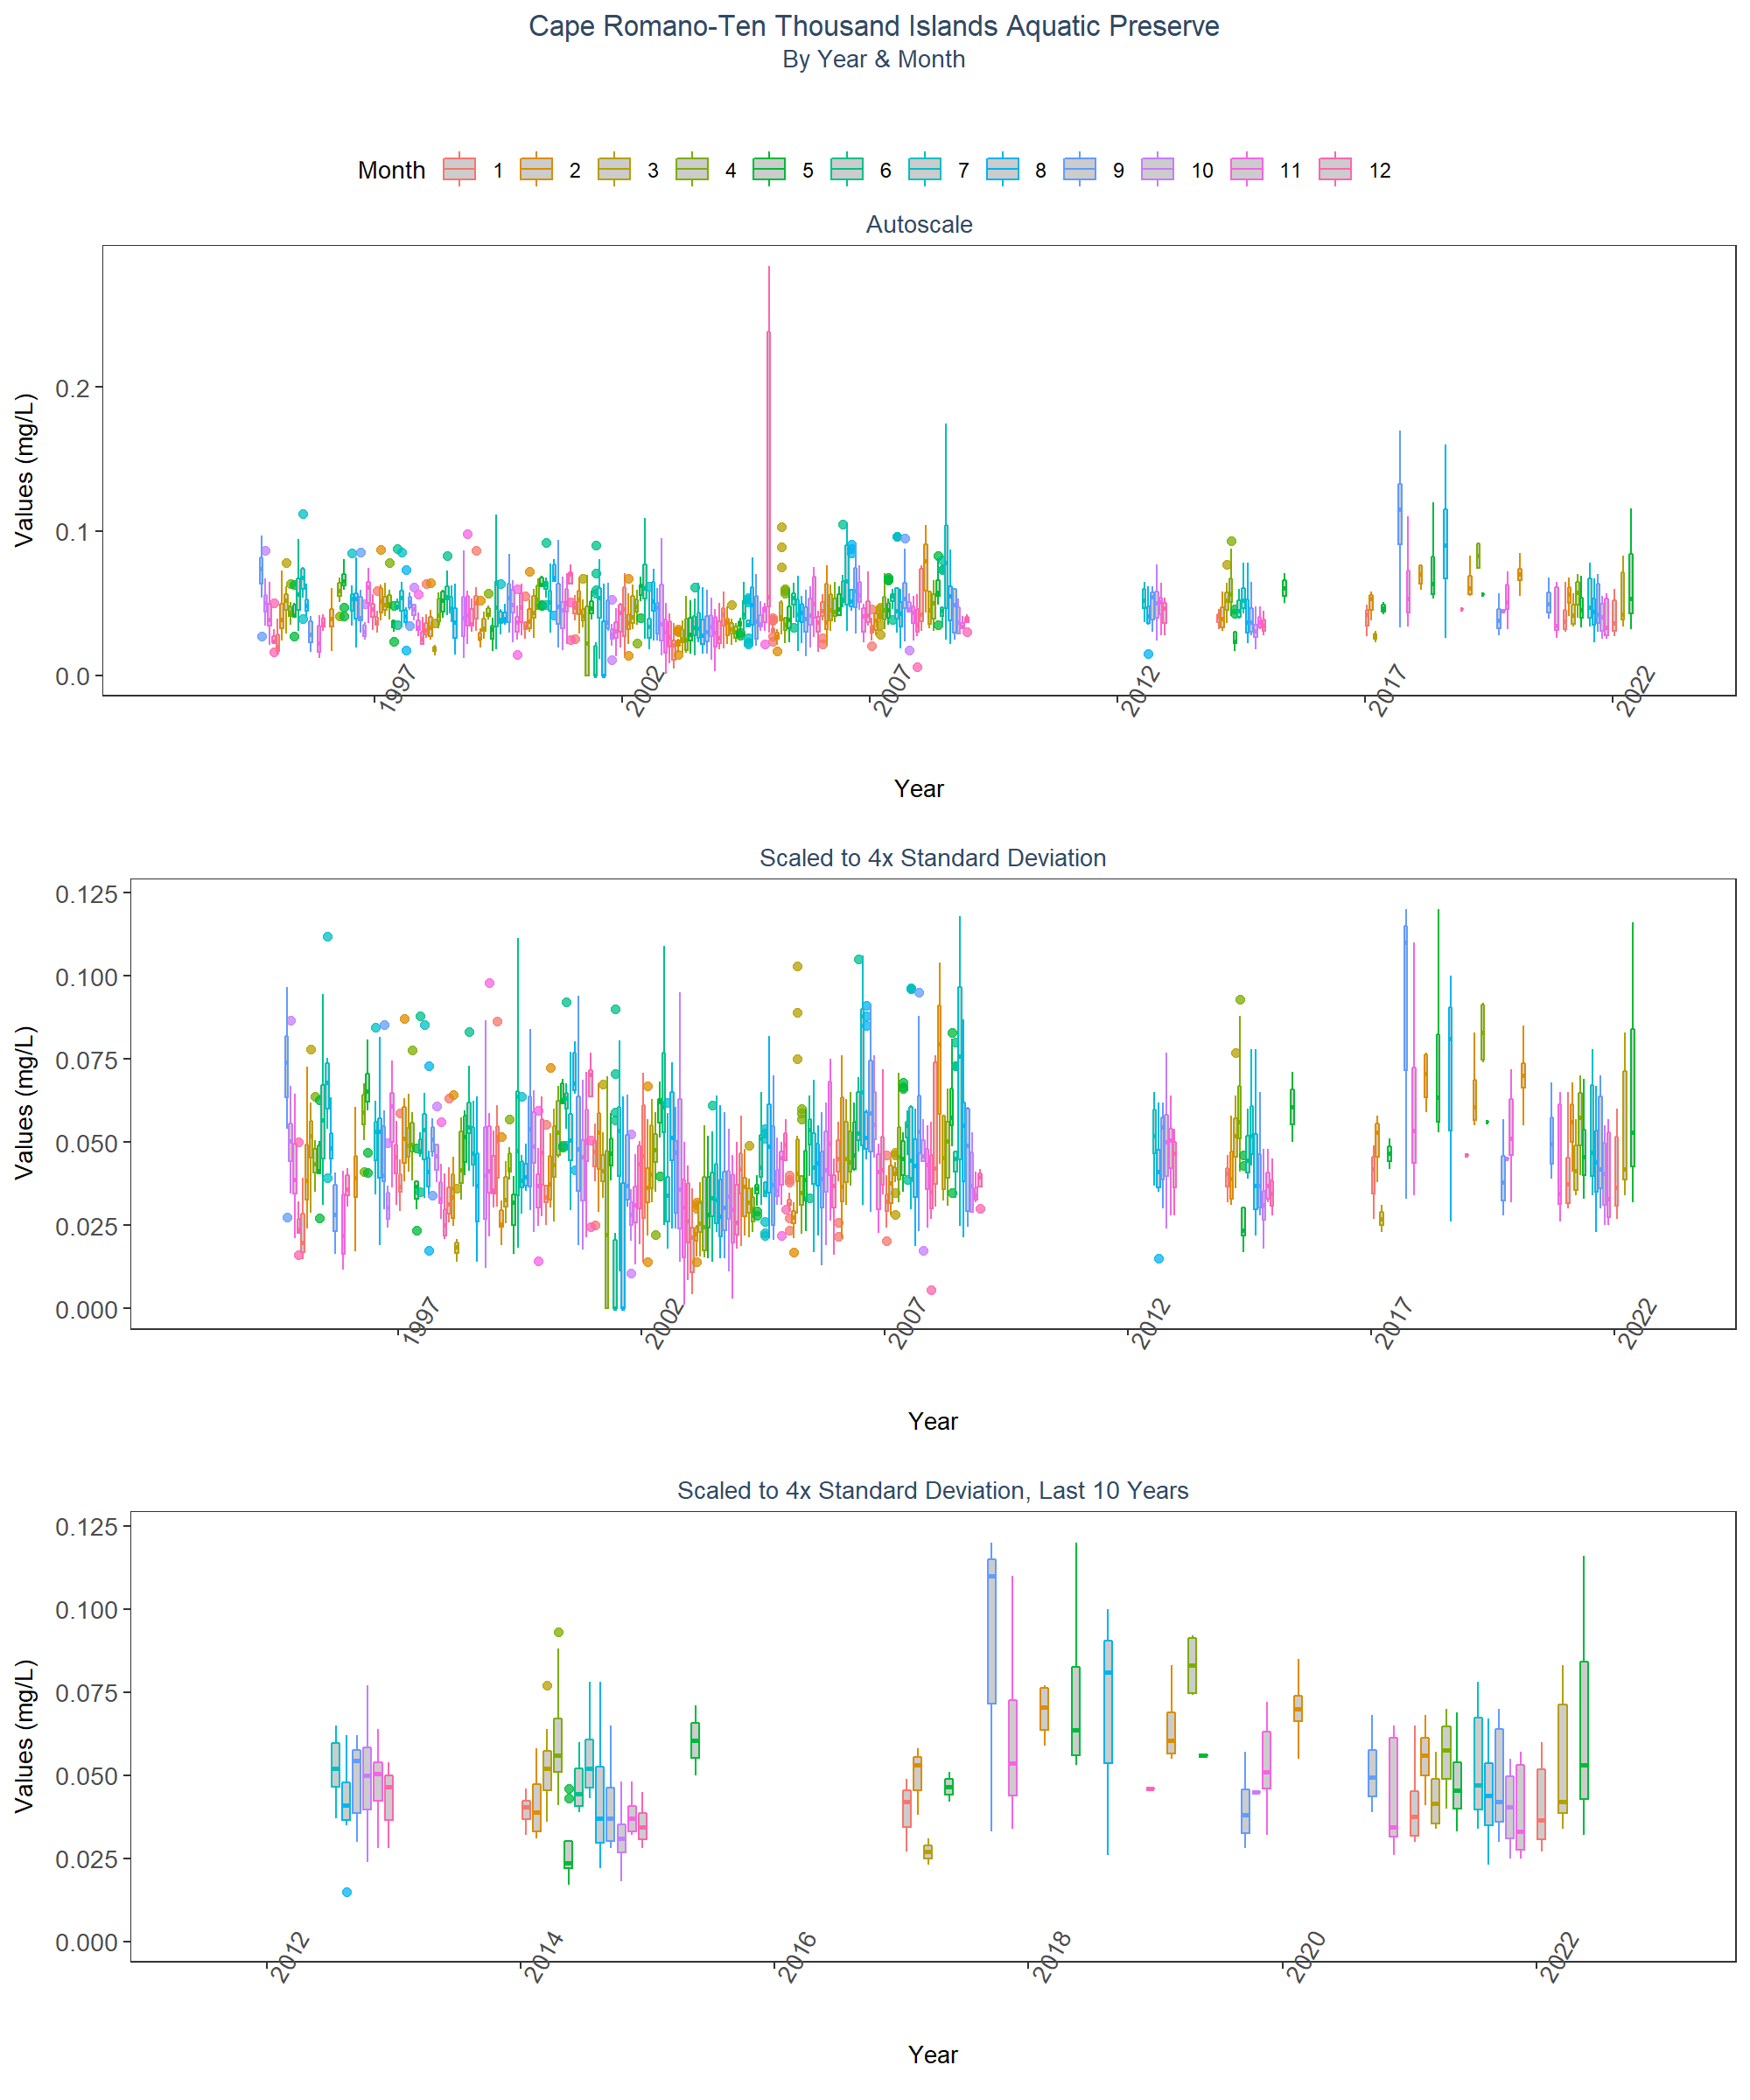 Cape Romano-Ten Thousand Islands Aquatic Preserve
By Year & Month
Month 1 2 3 4 5 6 7 8 9 10 11 12
Autoscale
Values (mg/L)
0.2
0.1
0.0
1997 2002 2007 2012 2017 2022
Year
Scaled to 4x Standard Deviation
Values (mg/L)
0.125
0.100
0.075
0.050
0.025
0.000
1997 2002 2007 2012 2017 2022
Year
Scaled to 4x Standard Deviation, Last 10 Years
Values (mg/L)
0.125
0.100
0.075
0.050
0.025
0.000
2012 2014 2016 2018 2020 2022
Year